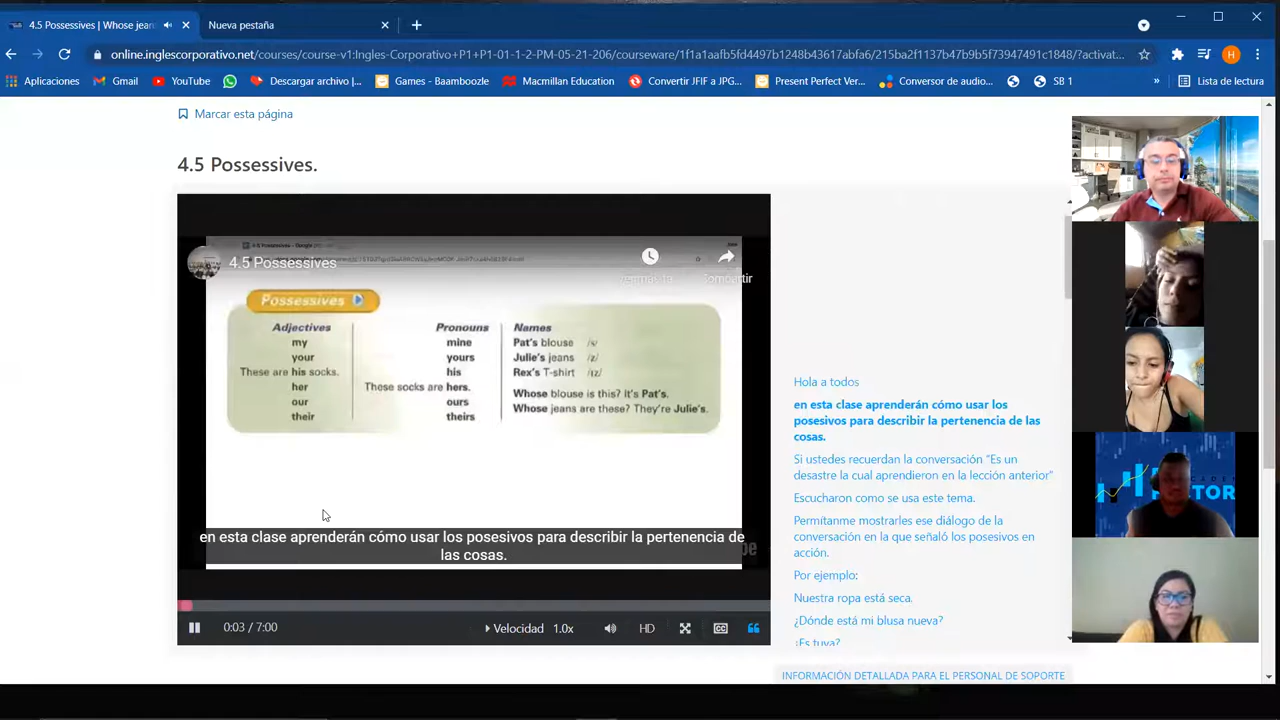 4.5 Possessives | Whose jean
Nueva pestaña
online.inglescorporativo.net/courses/course-v1:Ingles-Corporativo+P1+P1-01-1-2-PM-05-21-206/courseware/1f1a1aafb5fd4497b1248b43617abfa6/215ba2f1137b47b9b5f73947491c1848/?activat...
Aplicaciones
Gmail
YouTube
Descargar archivo |...
Games - Baamboozle
Macmillan Education
Convertir JFIF a JPG...
Present Perfect Ver...
Conversor de audio...
SB 1
»
Lista de lectura
Marcar esta página
4.5 Possessives.
4.5 Possessives
Compartir
Possessives
Adjectives
my
your
These are his socks.
her
our
their
Pronouns
mine
yours
his
These socks are hers.
ours
theirs
Names
Pat's blouse /s/
Julie's jeans /z/
Rex's T-shirt /ɪz/
Whose blouse is this? It's Pat's.
Whose jeans are these? They're Julie's.
en esta clase aprenderán cómo usar los posesivos para describir la pertenencia de
las cosas.
0:03 / 7:00
Velocidad 1.0x
HD
CC
Hola a todos
en esta clase aprenderán cómo usar los
posesivos para describir la pertenencia de las
cosas.
Si ustedes recuerdan la conversación “Es un
desastre la cual aprendieron en la lección anterior”
Escucharon como se usa este tema.
Permítanme mostrarles ese diálogo de la
conversación en la que señaló los posesivos en
acción.
Por ejemplo:
Nuestra ropa está seca.
¿Dónde está mi blusa nueva?
¿Es tuya?
INFORMACIÓN DETALLADA PARA EL PERSONAL DE SOPORTE